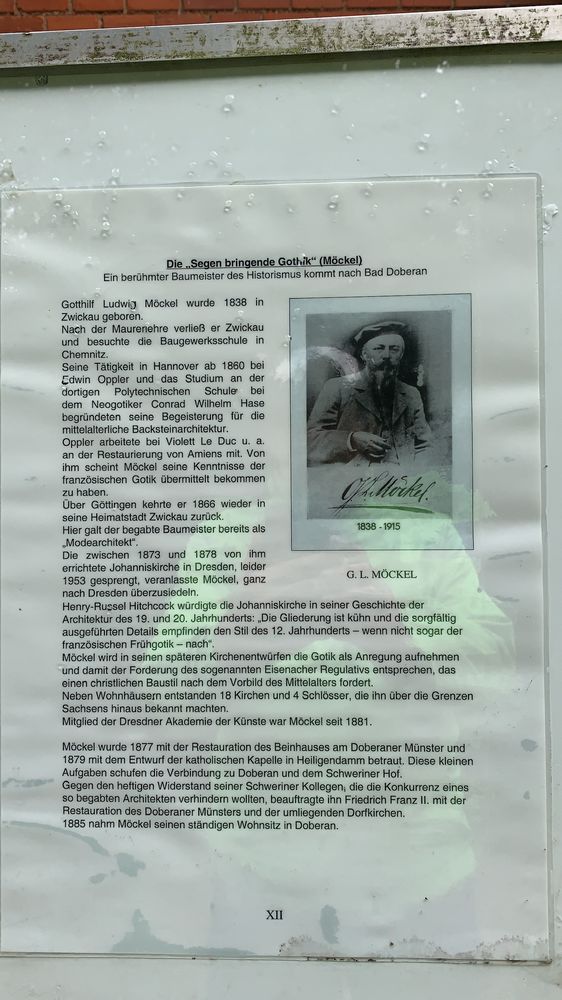 Die „Segen bringende Gothik“ (Möckel)
Ein berühmter Baumeister des Historismus kommt nach Bad Doberan
Gotthilf Ludwig Möckel wurde 1838 in
Zwickau geboren.
Nach der Maurenehre verließ er Zwickau
und besuchte die Baugewerksschule in
Chemnitz.
Seine Tätigkeit in Hannover ab 1860 bei
Edwin Oppler und das Studium an der
dortigen Polytechnischen Schule bei
dem Neogotiker Conrad Wilhelm Hase
begründeten seine Begeisterung für die
mittelalterliche Backsteinarchitektur.
Oppler arbeitete bei Violett Le Duc u. a.
an der Restaurierung von Amiens mit. Von
ihm scheint Möckel seine Kenntnisse der
französischen Gotik übermittelt bekommen
zu haben.
Über Göttingen kehrte er 1866 wieder in
seine Heimatstadt Zwickau zurück.
Hier galt der begabte Baumeister bereits als
„Modearchitekt“.
Die zwischen 1873 und 1878 von ihm
errichtete Johanniskirche in Dresden, leider
1953 gesprengt, veranlasste Möckel, ganz
nach Dresden überzusiedeln.
G. L. Möckel.
1838 - 1915
G. L. MÖCKEL
Henry-Russel Hitchcock würdigte die Johanniskirche in seiner Geschichte der
Architektur des 19. und 20. Jahrhunderts: „Die Gliederung ist kühn und die sorgfältig
ausgeführten Details empfinden den Stil des 12. Jahrhunderts – wenn nicht sogar der
französischen Frühgotik – nach“.
Möckel wird in seinen späteren Kirchenentwürfen die Gotik als Anregung aufnehmen
und damit der Forderung des sogenannten Eisenacher Regulativs entsprechen, das
einen christlichen Baustil nach dem Vorbild des Mittelalters fordert.
Neben Wohnhäusern entstanden 18 Kirchen und 4 Schlösser, die ihn über die Grenzen
Sachsens hinaus bekannt machten.
Mitglied der Dresdner Akademie der Künste war Möckel seit 1881.
Möckel wurde 1877 mit der Restauration des Beinhauses am Doberaner Münster und
1879 mit dem Entwurf der katholischen Kapelle in Heiligendamm betraut. Diese kleinen
Aufgaben schufen die Verbindung zu Doberan und dem Schweriner Hof.
Gegen den heftigen Widerstand seiner Schweriner Kollegen, die die Konkurrenz eines
so begabten Architekten verhindern wollten, beauftragte ihn Friedrich Franz II. mit der
Restauration des Doberaner Münsters und der umliegenden Dorfkirchen.
1885 nahm Möckel seinen ständigen Wohnsitz in Doberan.
XII